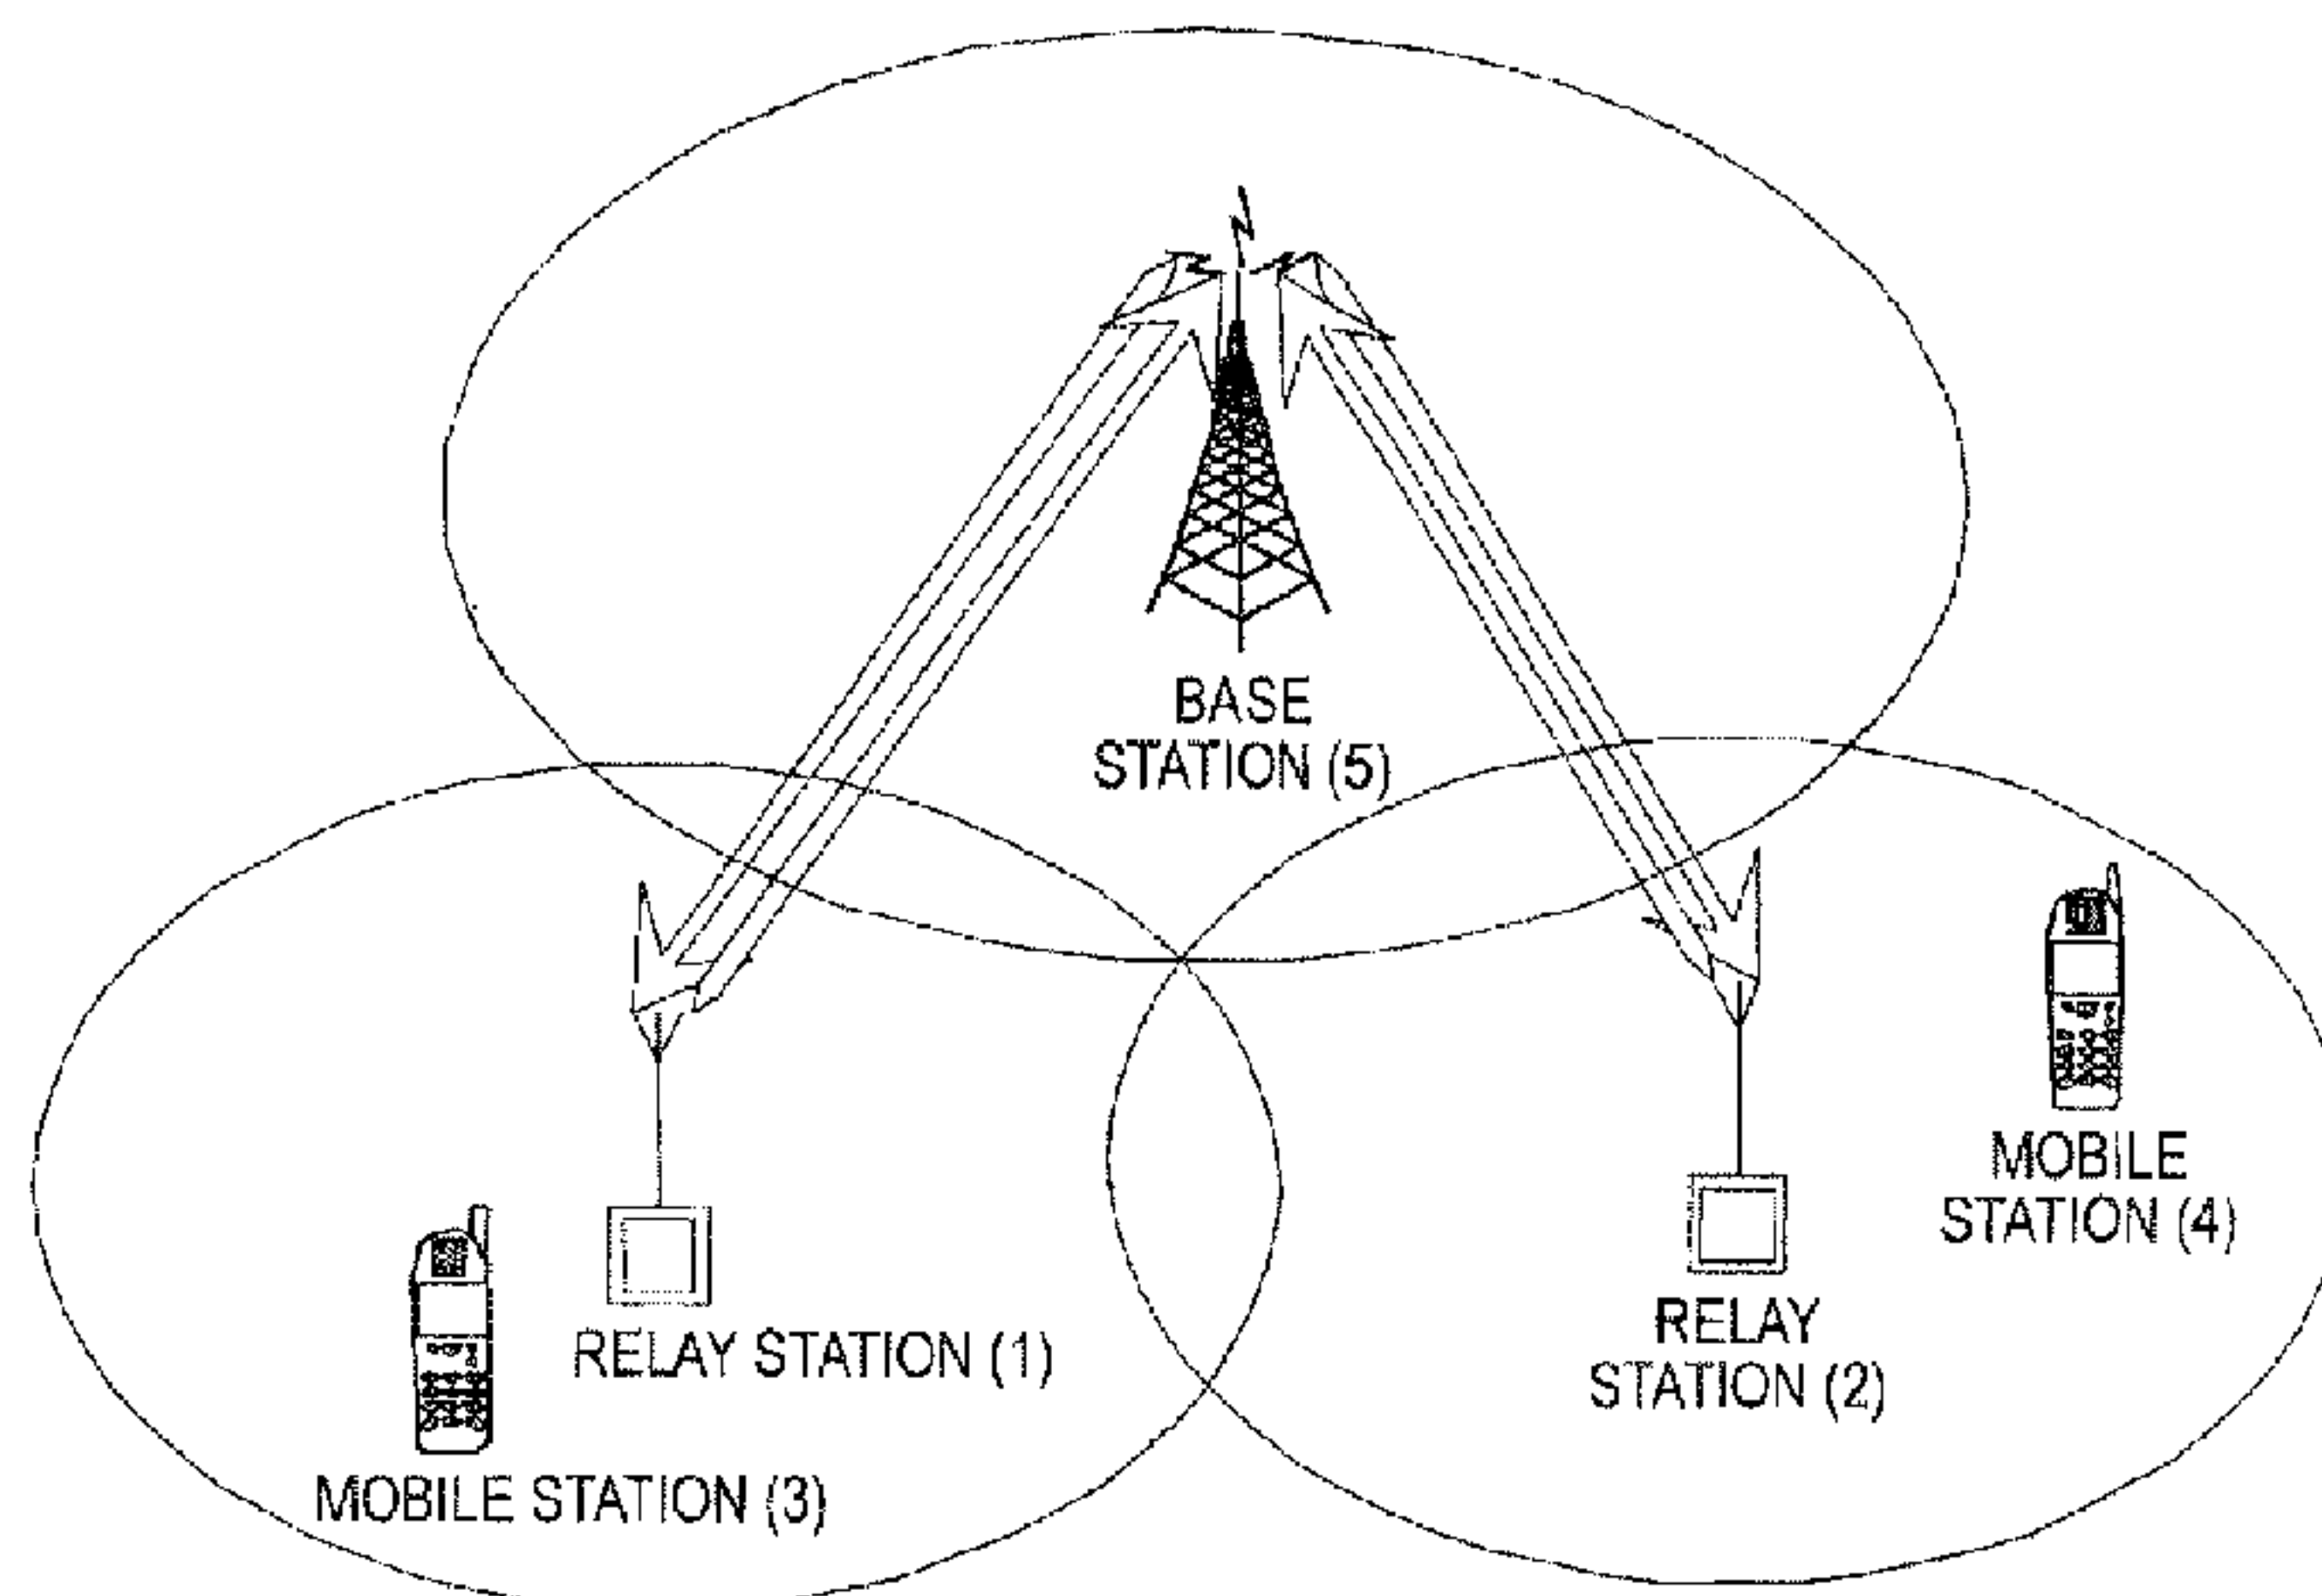 BASE
STATION (5)
MOBILE
STATION (4)
RELAY
STATION (2)
RELAY STATION (1)
MOBILE STATION (3)